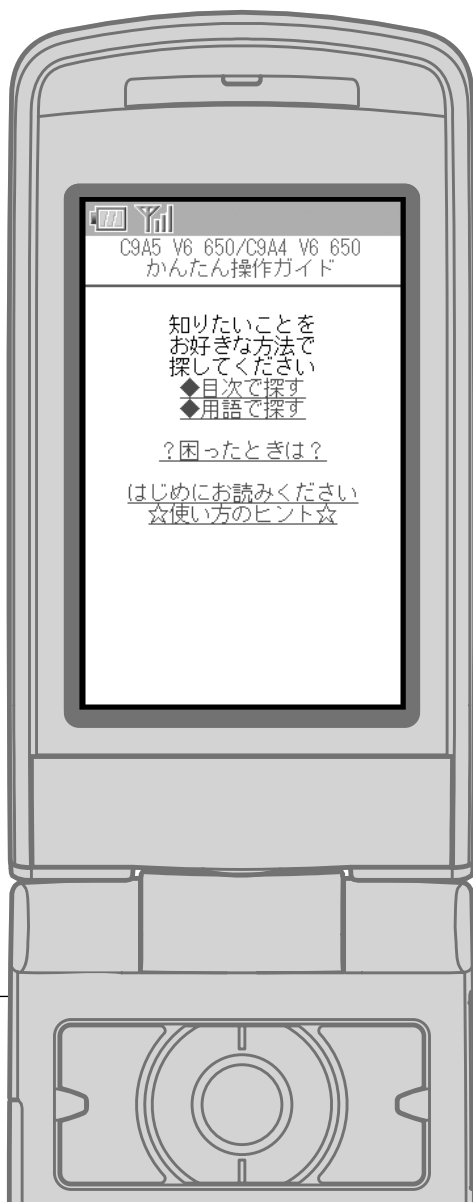 C9A5 V6 650/C9A4 V6 650
かんたん操作ガイド
知りたいことを
お好きな方法で
探してください
◆目次で探す
◆用語で探す
?困ったときは?
はじめにお読みください
☆使い方のヒント☆